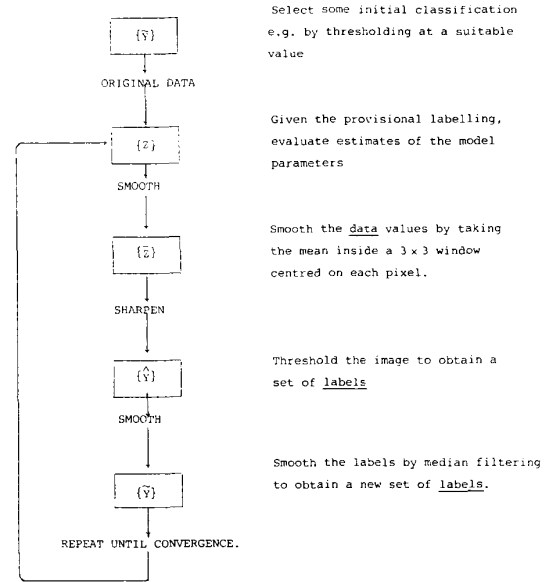 Select some initial classification
e.g. by thresholding at a suitable
value
{Ỹ}
ORIGINAL DATA
Given the provisional labelling,
evaluate estimates of the model
parameters
{Z}
SMOOTH
Smooth the data values by taking
the mean inside a 3 x 3 window
centred on each pixel.
{Z̄}
SHARPEN
Threshold the image to obtain a
set of labels
{Ŷ}
SMOOTH
Smooth the labels by median filtering
to obtain a new set of labels.
{Ỹ}
REPEAT UNTIL CONVERGENCE.